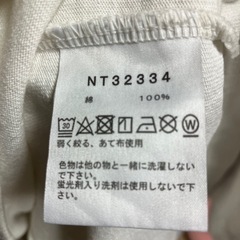 NT32334
綿 100%
30 W
弱く絞る、あて布使用
色物は他の物と一緒に洗濯しない
で下さい。
蛍光剤入り洗剤は使用しない
で下さい。